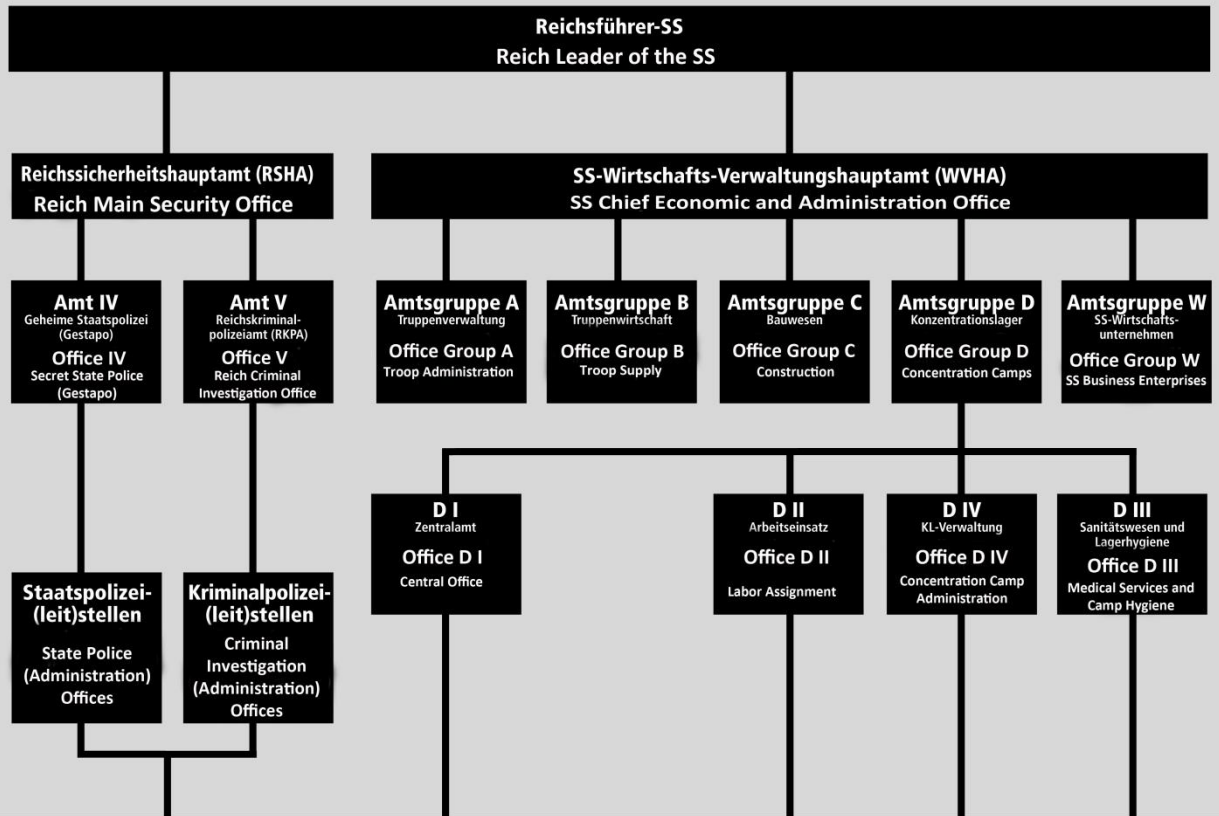 Reichsführer-SS
Reich Leader of the SS
Reichssicherheitshauptamt (RSHA)
Reich Main Security Office
SS-Wirtschafts-Verwaltungshauptamt (WVHA)
SS Chief Economic and Administration Office
Amt IV
Geheime Staatspolizei
(Gestapo)
Office IV
Secret State Police
(Gestapo)
Amt V
Reichskriminal-
polizeiamt (RKPA)
Office V
Reich Criminal
Investigation Office
Amtsgruppe A
Truppenverwaltung
Office Group A
Troop Administration
Amtsgruppe B
Truppenwirtschaft
Office Group B
Troop Supply
Amtsgruppe C
Bauwesen
Office Group C
Construction
Amtsgruppe D
Konzentrationslager
Office Group D
Concentration Camps
Amtsgruppe W
SS-Wirtschafts-
unternehmen
Office Group W
SS Business Enterprises
D I
Zentralamt
Office D I
Central Office
D II
Arbeitseinsatz
Office D II
Labor Assignment
D IV
KL-Verwaltung
Office D IV
Concentration Camp
Administration
D III
Sanitätswesen und
Lagerhygiene
Office D III
Medical Services and
Camp Hygiene
Staatspolizei-
(leit)stellen
State Police
(Administration)
Offices
Kriminalpolizei-
(leit)stellen
Criminal
Investigation
(Administration)
Offices